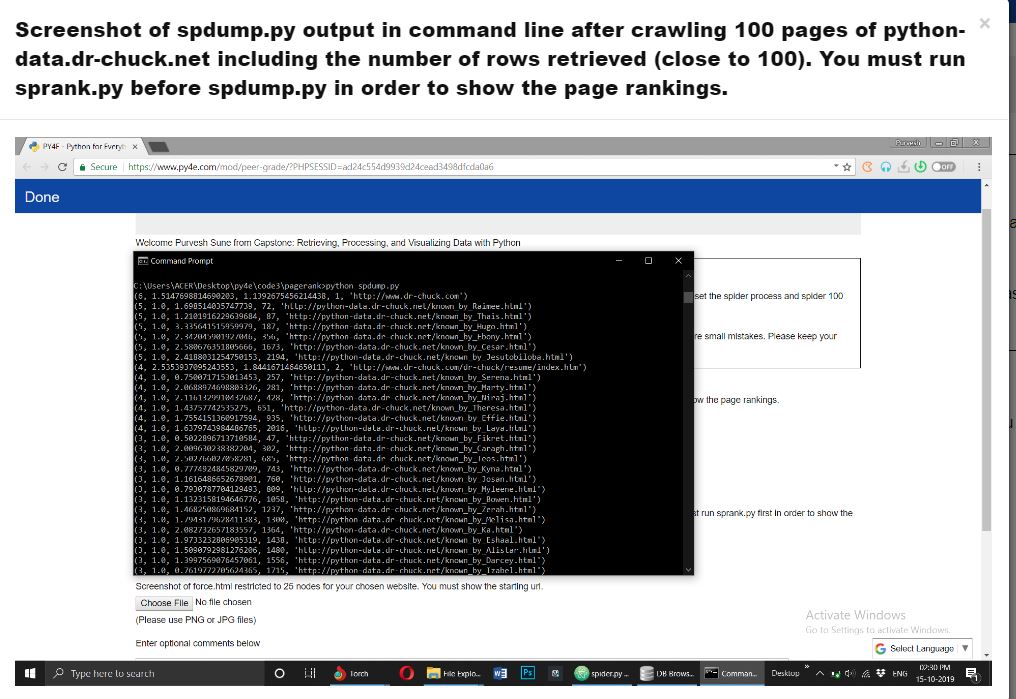 Screenshot of spdump.py output in command line after crawling 100 pages of python-
data.dr-chuck.net including the number of rows retrieved (close to 100). You must run
sprank.py before spdump.py in order to show the page rankings.
×
PY4E - Python for Everyb ×
Purvesh
Secure https://www.py4e.com/mod/peer-grade/?PHPSESSID=ad24c554d9939d24cead3498dfcda0a6
OFF
Done
Welcome Purvesh Sune from Capstone: Retrieving, Processing, and Visualizing Data with Python
Command Prompt
C:\Users\ACER\Desktop\py4e\code3\pagerank>python spdump.py
(6, 1.5147698814690203, 1.1392675456214438, 1, 'http://www.dr-chuck.com')
(5, 1.0, 1.698514035747739, 72, 'http://python-data.dr-chuck.net/known_by_Raimee.html')
(5, 1.0, 1.2101916229639684, 87, 'http://python-data.dr-chuck.net/known_by_Thais.html')
(5, 1.0, 3.335641515959979, 187, 'http://python-data.dr-chuck.net/known_by_Hugo.html')
(5, 1.0, 2.342045901927046, 356, 'http://python-data.dr-chuck.net/known_by_Ebony.html')
(5, 1.0, 2.580676351805666, 1673, 'http://python-data.dr-chuck.net/known_by_Cesar.html')
(5, 1.0, 2.4188031254750153, 2194, 'http://python-data.dr-chuck.net/known_by_Jesutobiloba.html')
(4, 2.5353937095243553, 1.8441671464650113, 2, 'http://www.dr-chuck.com/dr-chuck/resume/index.htm')
(4, 1.0, 0.7500717153013453, 257, 'http://python-data.dr-chuck.net/known_by_Serena.html')
(4, 1.0, 2.0688974698803326, 281, 'http://python-data.dr-chuck.net/known_by_Marty.html')
(4, 1.0, 2.1161329910432687, 428, 'http://python-data.dr-chuck.net/known_by_Niraj.html')
(4, 1.0, 1.43757742535275, 651, 'http://python-data.dr-chuck.net/known_by_Theresa.html')
(4, 1.0, 1.7554151360917594, 935, 'http://python-data.dr-chuck.net/known_by_Effie.html')
(4, 1.0, 1.6379743984486765, 2016, 'http://python-data.dr-chuck.net/known_by_Laya.html')
(3, 1.0, 0.5022896713710584, 47, 'http://python-data.dr-chuck.net/known_by_Fikret.html')
(3, 1.0, 2.009630238382204, 302, 'http://python-data.dr-chuck.net/known_by_Caragh.html')
(3, 1.0, 2.502766027058281, 685, 'http://python-data.dr-chuck.net/known_by_Teos.html')
(3, 1.0, 0.7774924845829709, 743, 'http://python-data.dr-chuck.net/known_by_Kyna.html')
(3, 1.0, 1.1616486652678901, 760, 'http://python-data.dr-chuck.net/known_by_Josan.html')
(3, 1.0, 0.7930787704129493, 809, 'http://python-data.dr-chuck.net/known_by_Myleene.html')
(3, 1.0, 1.1323158194646776, 1058, 'http://python-data.dr-chuck.net/known_by_Bowen.html')
(3, 1.0, 1.468250869684152, 1237, 'http://python-data.dr-chuck.net/known_by_Zenah.html')
(3, 1.0, 1.7943179628411383, 1300, 'http://python-data.dr-chuck.net/known_by_Melisa.html')
(3, 1.0, 2.082732657183557, 1364, 'http://python-data.dr-chuck.net/known_by_Ka.html')
(3, 1.0, 1.9733232806905319, 1438, 'http://python-data.dr-chuck.net/known_by_Eshaal.html')
(3, 1.0, 1.5090792981276206, 1480, 'http://python-data.dr-chuck.net/known_by_Alistar.html')
(3, 1.0, 1.3997569076457061, 1556, 'http://python-data.dr-chuck.net/known_by_Darcey.html')
(3, 1.0, 0.7619772705624365, 1715, 'http://python-data.dr-chuck.net/known_by_Izabel.html')
set the spider process and spider 100
re small mistakes. Please keep your
ow the page rankings.
st run sprank.py first in order to show the
Screenshot of force.html restricted to 25 nodes for your chosen website. You must show the starting url.
Choose File No file chosen
(Please use PNG or JPG files)
Enter optional comments below
Activate Windows
Go to Settings to activate Windows.
G Select Language ▼
Type here to search
Torch
File Explo...
Ps
spider.py ...
DB Brows...
Comman...
Desktop
ENG
02:30 PM
15-10-2019